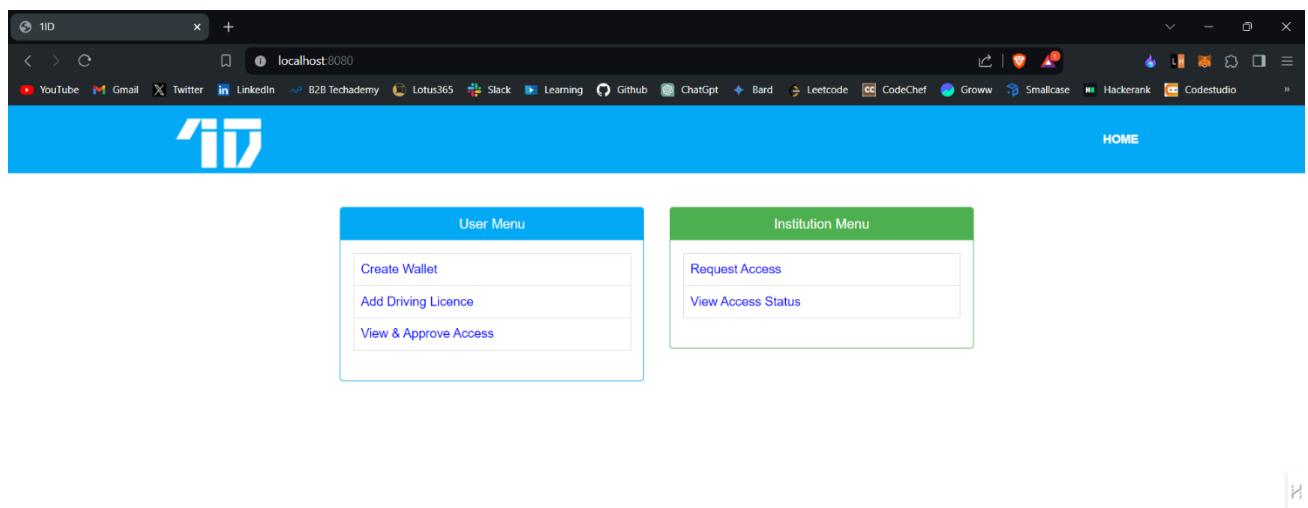 1ID
localhost:8080
YouTube Gmail Twitter LinkedIn B2B Techademy Lotus365 Slack Learning Github ChatGpt Bard Leetcode CodeChef Groww Smallcase Hackerank Codestudio »
1ID HOME
User Menu Institution Menu
Create Wallet Request Access
Add Driving Licence View Access Status
View & Approve Access